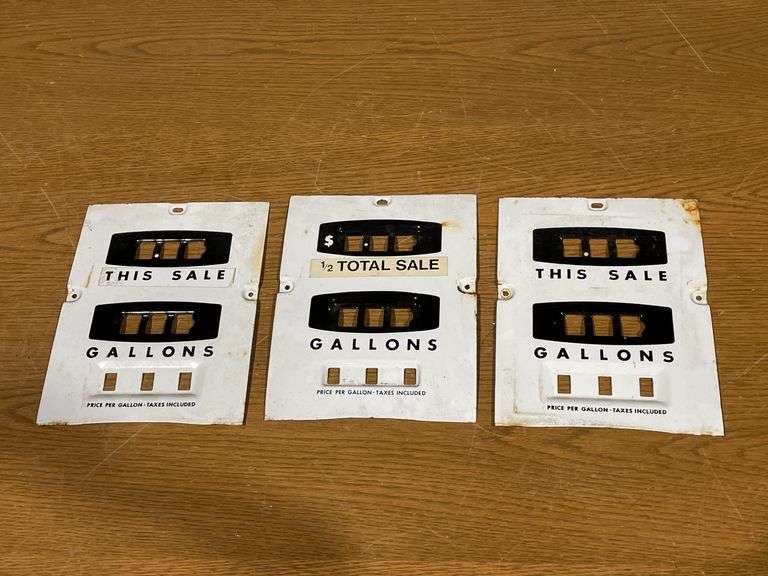 THIS SALE
GALLONS
PRICE PER GALLON - TAXES INCLUDED
$
1/2 TOTAL SALE
GALLONS
PRICE PER GALLON - TAXES INCLUDED
THIS SALE
GALLONS
PRICE PER GALLON - TAXES INCLUDED